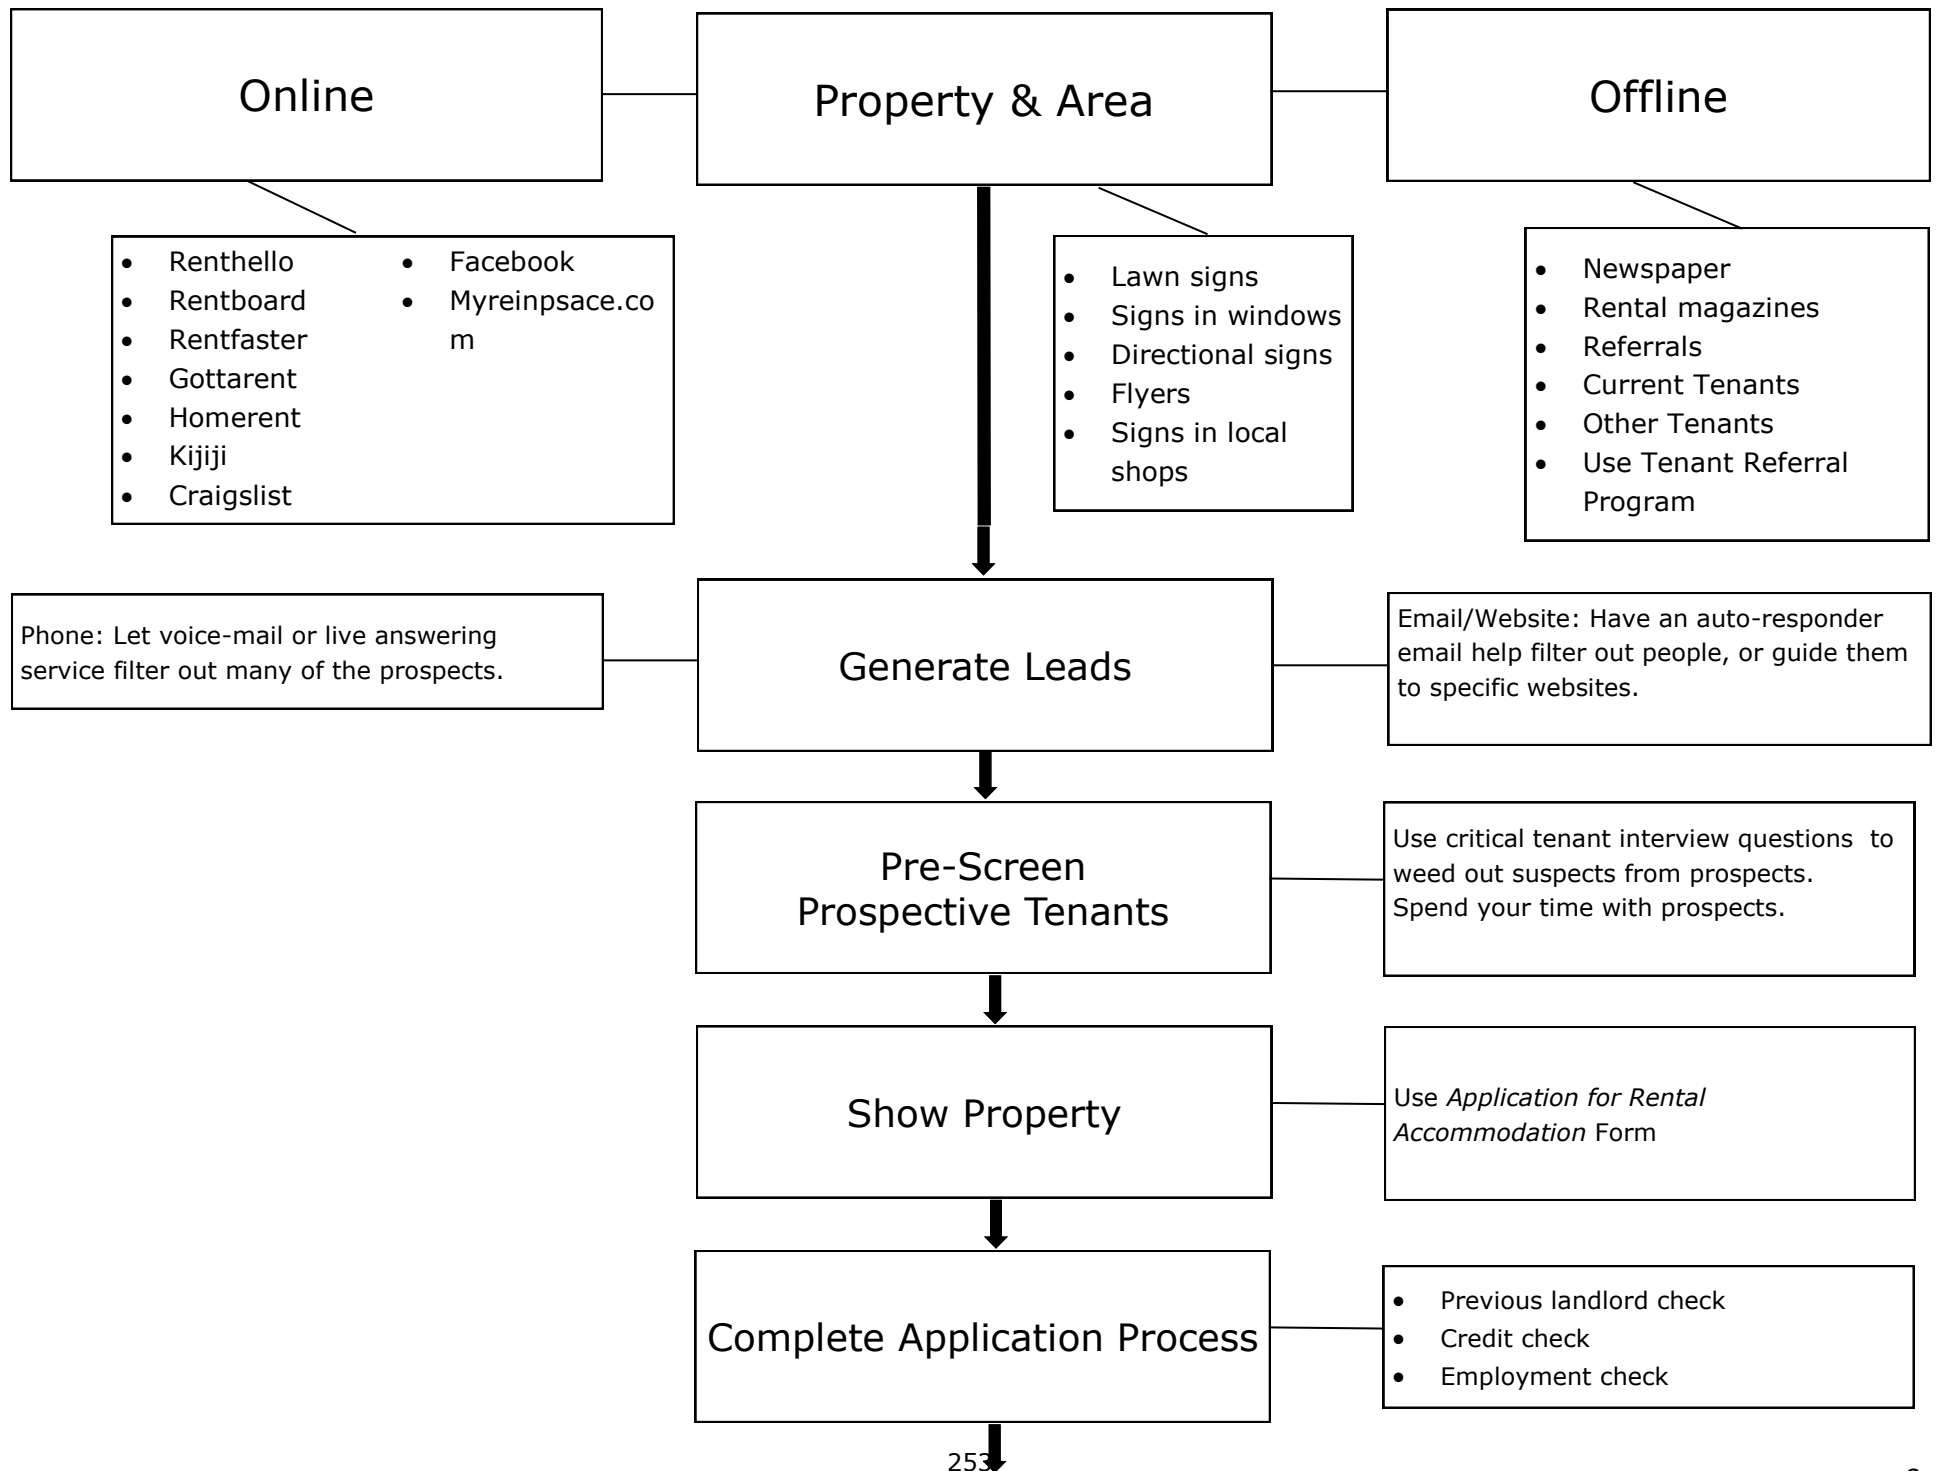 Online
Property & Area
Offline
Renthello
Rentboard
Rentfaster
Gottarent
Homerent
Kijiji
Craigslist
Facebook
Myreinpsace.co
m
Lawn signs
Signs in windows
Directional signs
Flyers
Signs in local
shops
Newspaper
Rental magazines
Referrals
Current Tenants
Other Tenants
Use Tenant Referral
Program
Phone: Let voice-mail or live answering
service filter out many of the prospects.
Generate Leads
Email/Website: Have an auto-responder
email help filter out people, or guide them
to specific websites.
Pre-Screen
Prospective Tenants
Use critical tenant interview questions  to
weed out suspects from prospects.
Spend your time with prospects.
Show Property
Use Application for Rental
Accommodation Form
Complete Application Process
Previous landlord check
Credit check
Employment check
253